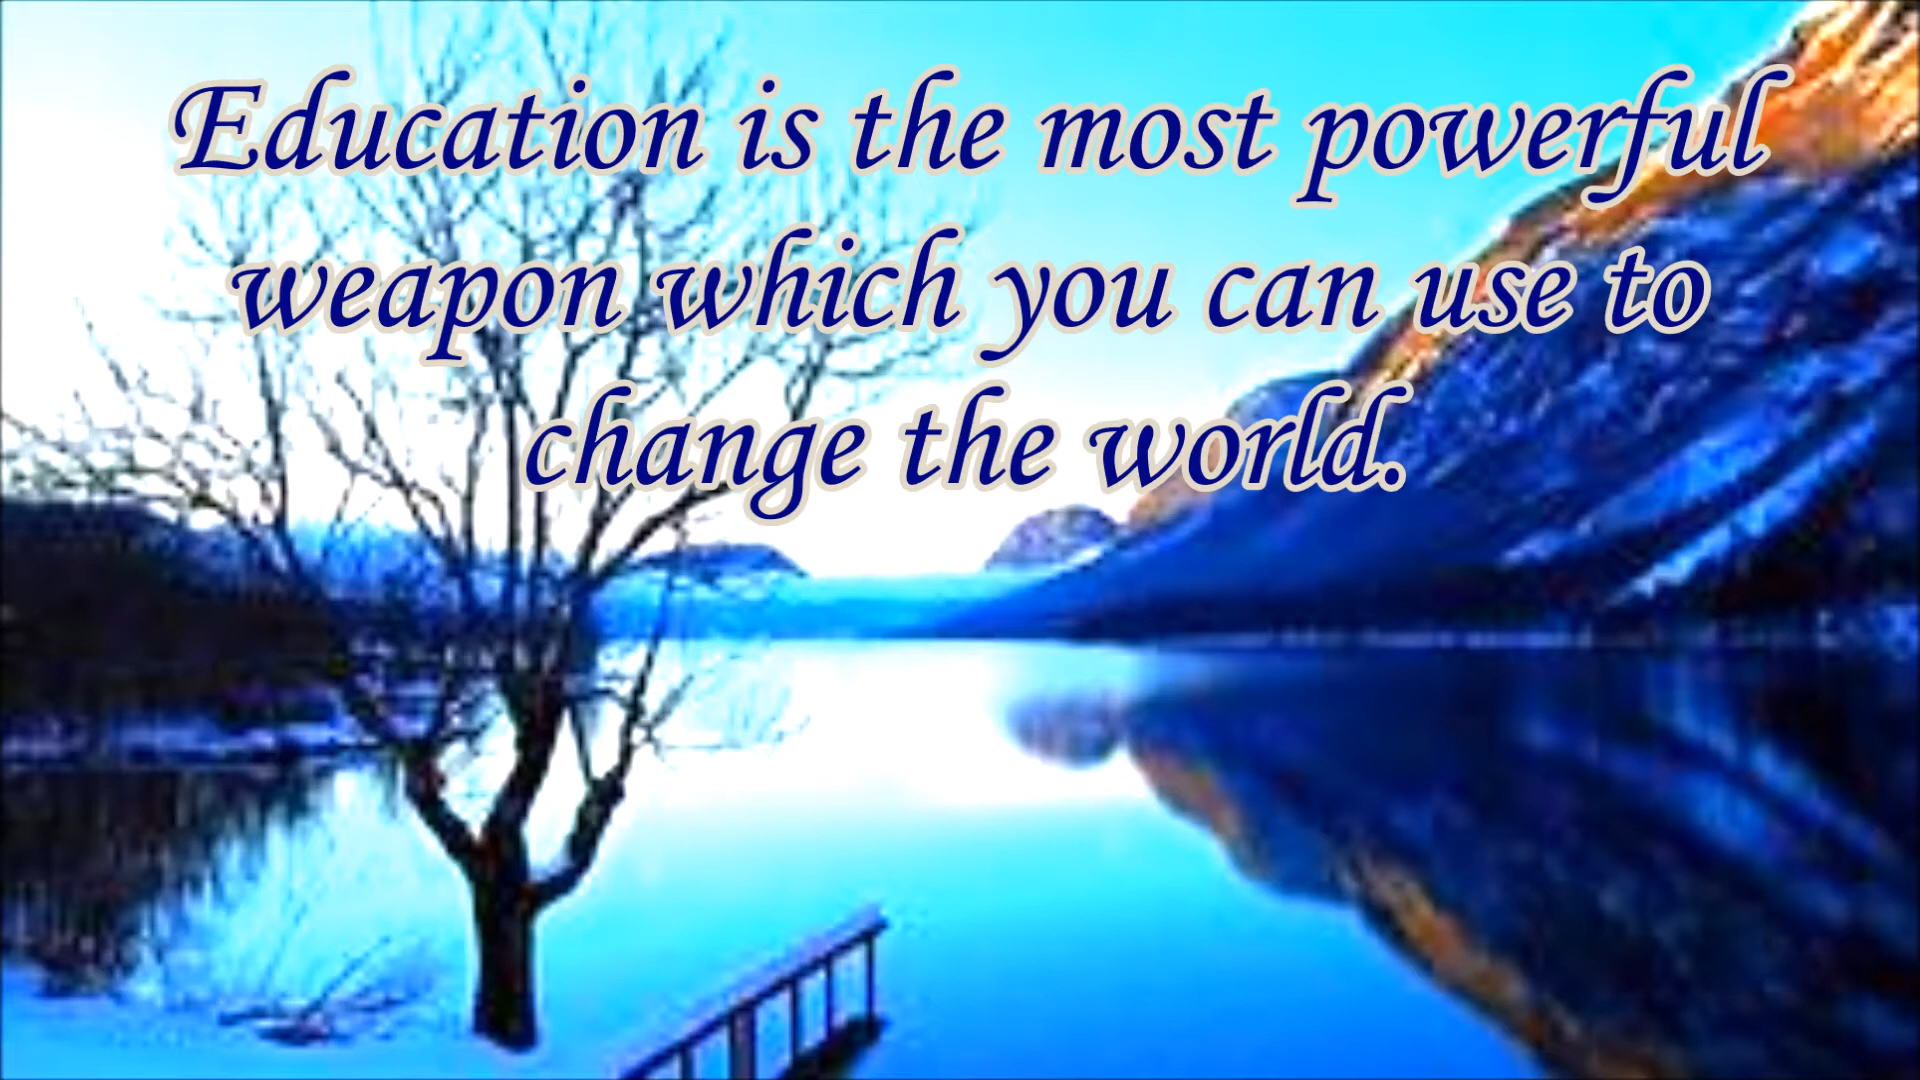 Education is the most powerful
weapon which you can use to
change the world.